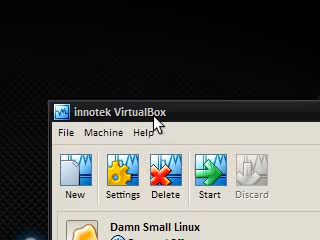 innotek VirtualBox
File Machine Help
New Settings Delete Start Discard
Damn Small Linux